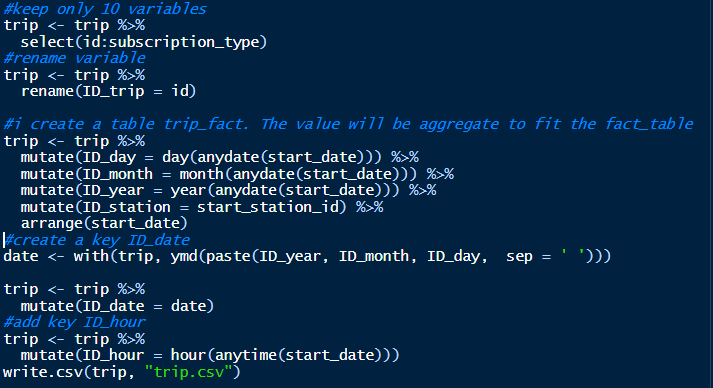 #keep only 10 variables
trip <- trip %>%
  select(id:subscription_type)
#rename variable
trip <- trip %>%
  rename(ID_trip = id)

#i create a table trip_fact. The value will be aggregate to fit the fact_table
trip <- trip %>%
  mutate(ID_day = day(anydate(start_date))) %>%
  mutate(ID_month = month(anydate(start_date))) %>%
  mutate(ID_year = year(anydate(start_date))) %>%
  mutate(ID_station = start_station_id) %>%
  arrange(start_date)
#create a key ID_date
date <- with(trip, ymd(paste(ID_year, ID_month, ID_day,  sep = ' ')))

trip <- trip %>%
  mutate(ID_date = date)
#add key ID_hour
trip <- trip %>%
  mutate(ID_hour = hour(anytime(start_date)))
write.csv(trip, "trip.csv")